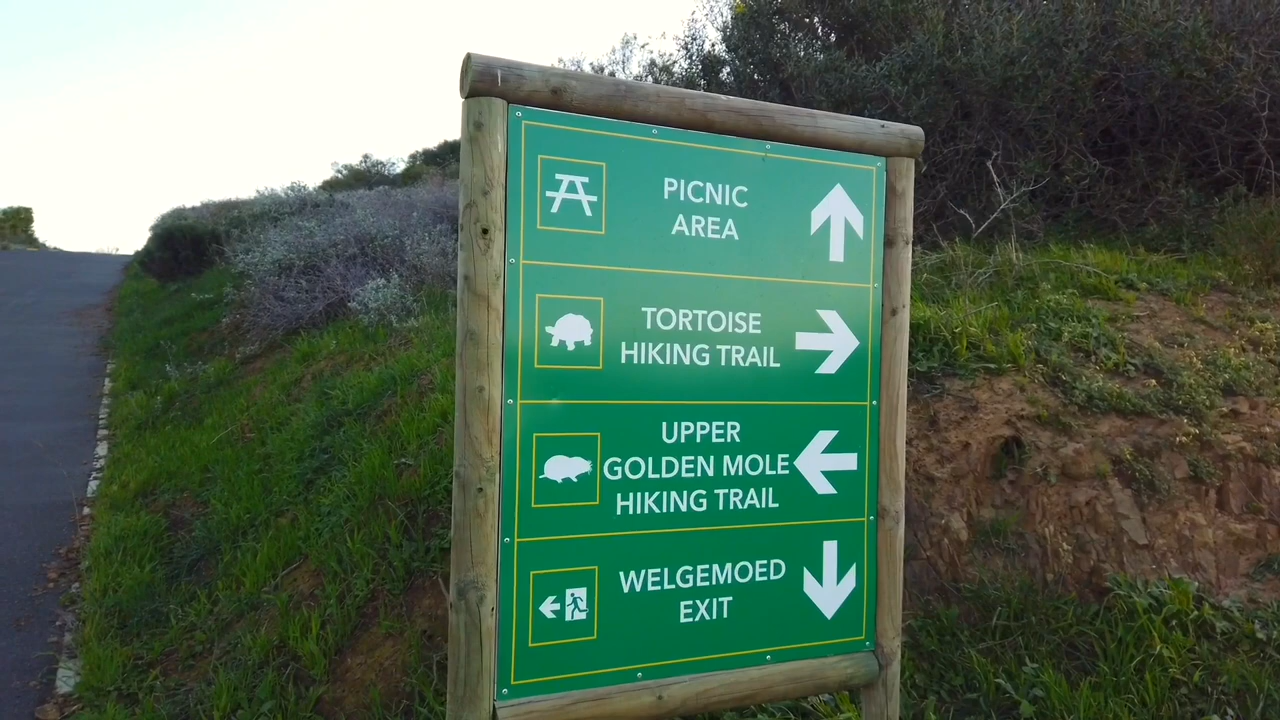 PICNIC
AREA
TORTOISE
HIKING TRAIL
UPPER
GOLDEN MOLE
HIKING TRAIL
WELGEMOED
EXIT